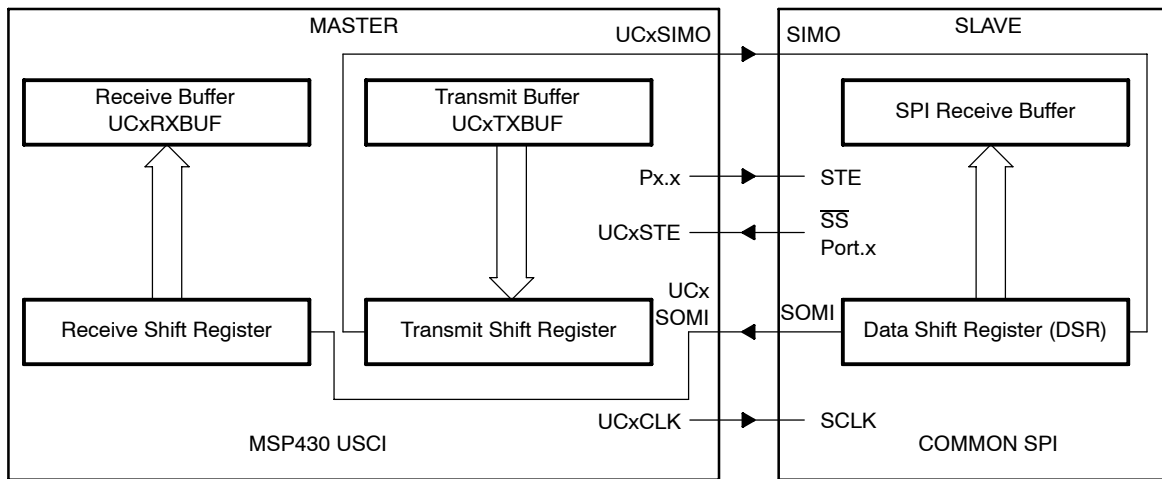 MASTER
UCxSIMO
SIMO
SLAVE
Receive Buffer
UCxRXBUF
Transmit Buffer
UCxTXBUF
SPI Receive Buffer
Px.x
STE
UCxSTE
SS
Port.x
UCx
SOMI
SOMI
Receive Shift Register
Transmit Shift Register
Data Shift Register (DSR)
UCxCLK
SCLK
MSP430 USCI
COMMON SPI